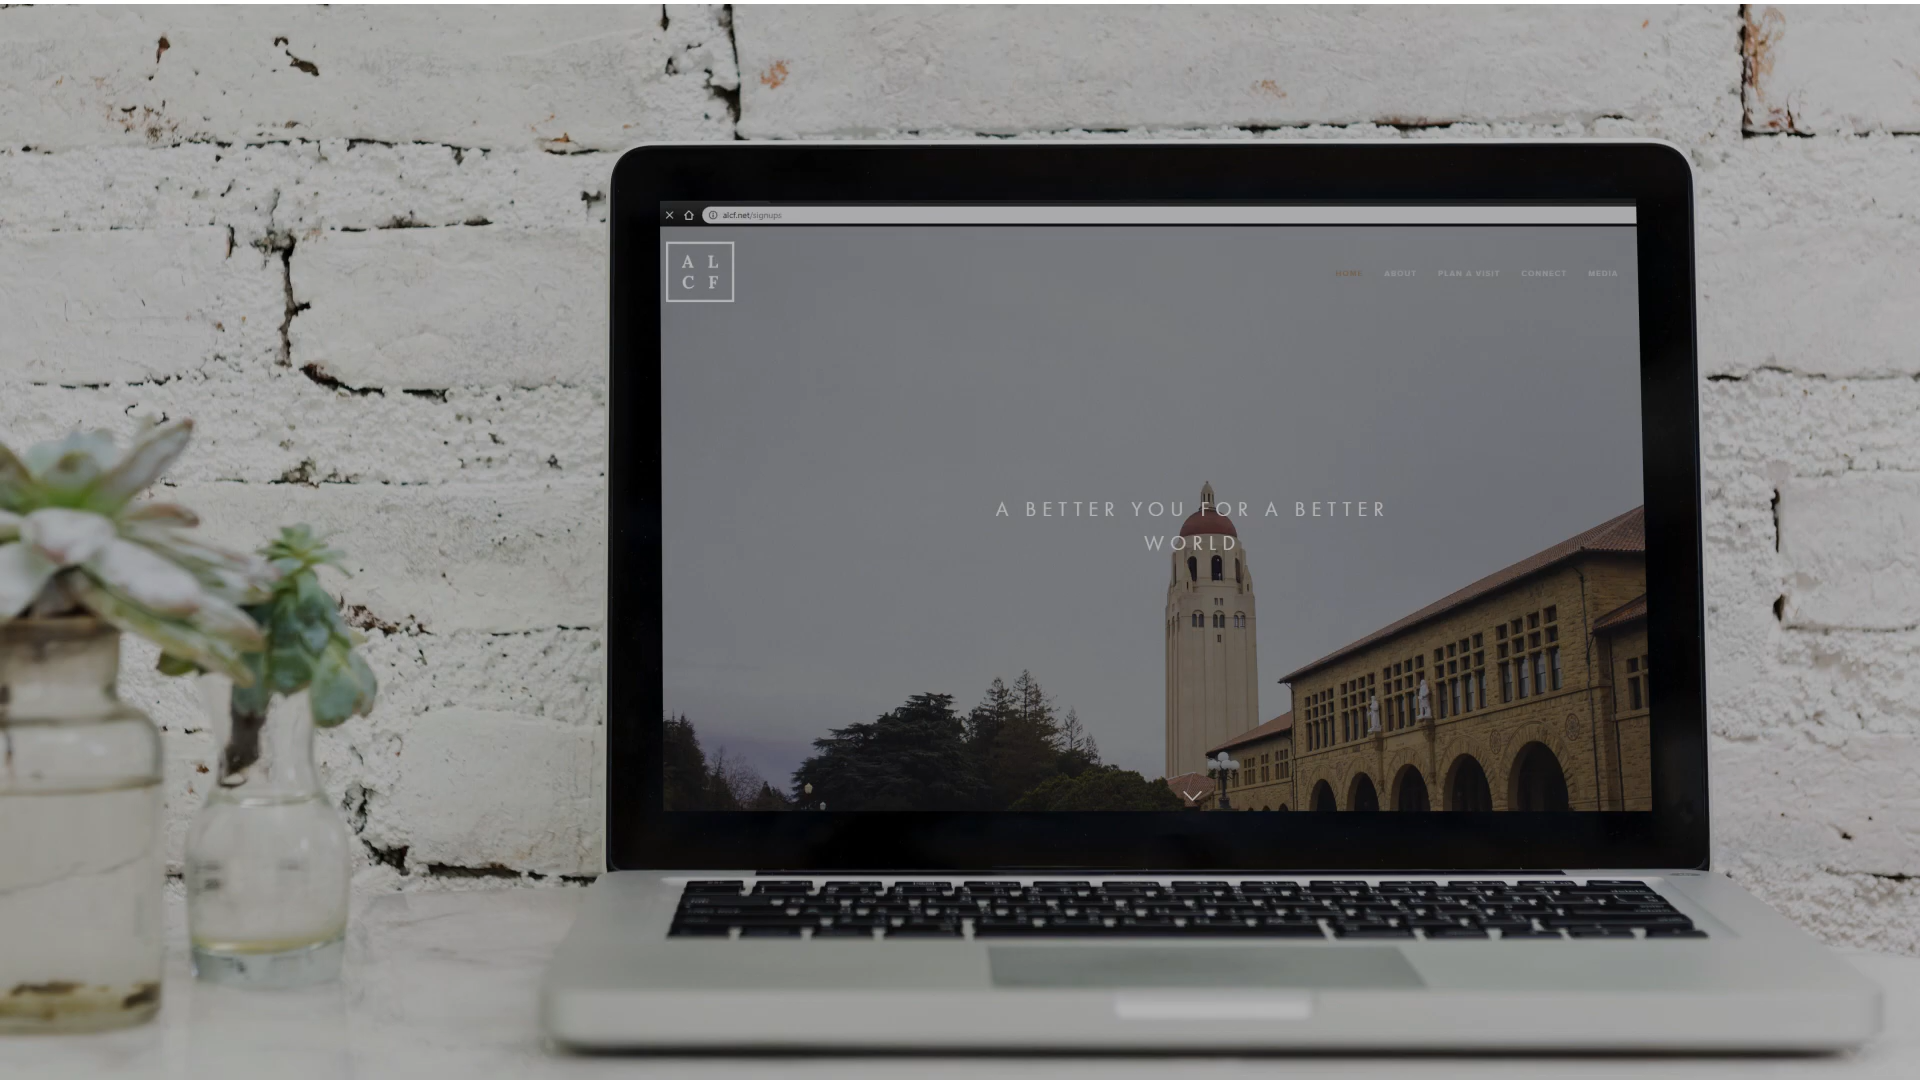 alcf.net/signups
A L
C F
HOME ABOUT PLAN A VISIT CONNECT MEDIA
A BETTER YOU FOR A BETTER
WORLD